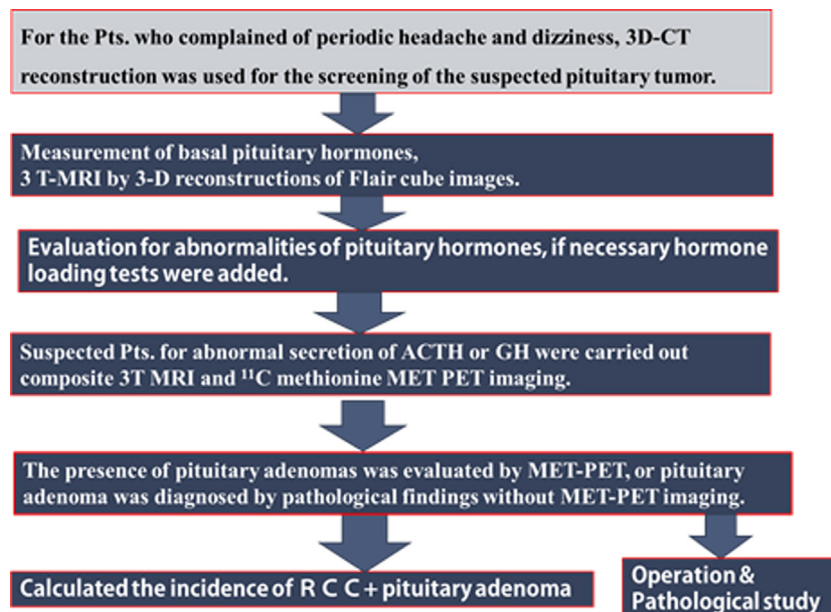 For the Pts. who complained of periodic headache and dizziness, 3D-CT
reconstruction was used for the screening of the suspected pituitary tumor.
Measurement of basal pituitary hormones,
3 T-MRI by 3-D reconstructions of Flair cube images.
Evaluation for abnormalities of pituitary hormones, if necessary hormone
loading tests were added.
Suspected Pts. for abnormal secretion of ACTH or GH were carried out
composite 3T MRI and ¹¹C methionine MET PET imaging.
The presence of pituitary adenomas was evaluated by MET-PET, or pituitary
adenoma was diagnosed by pathological findings without MET-PET imaging.
Calculated the incidence of R C C + pituitary adenoma
Operation &
Pathological study